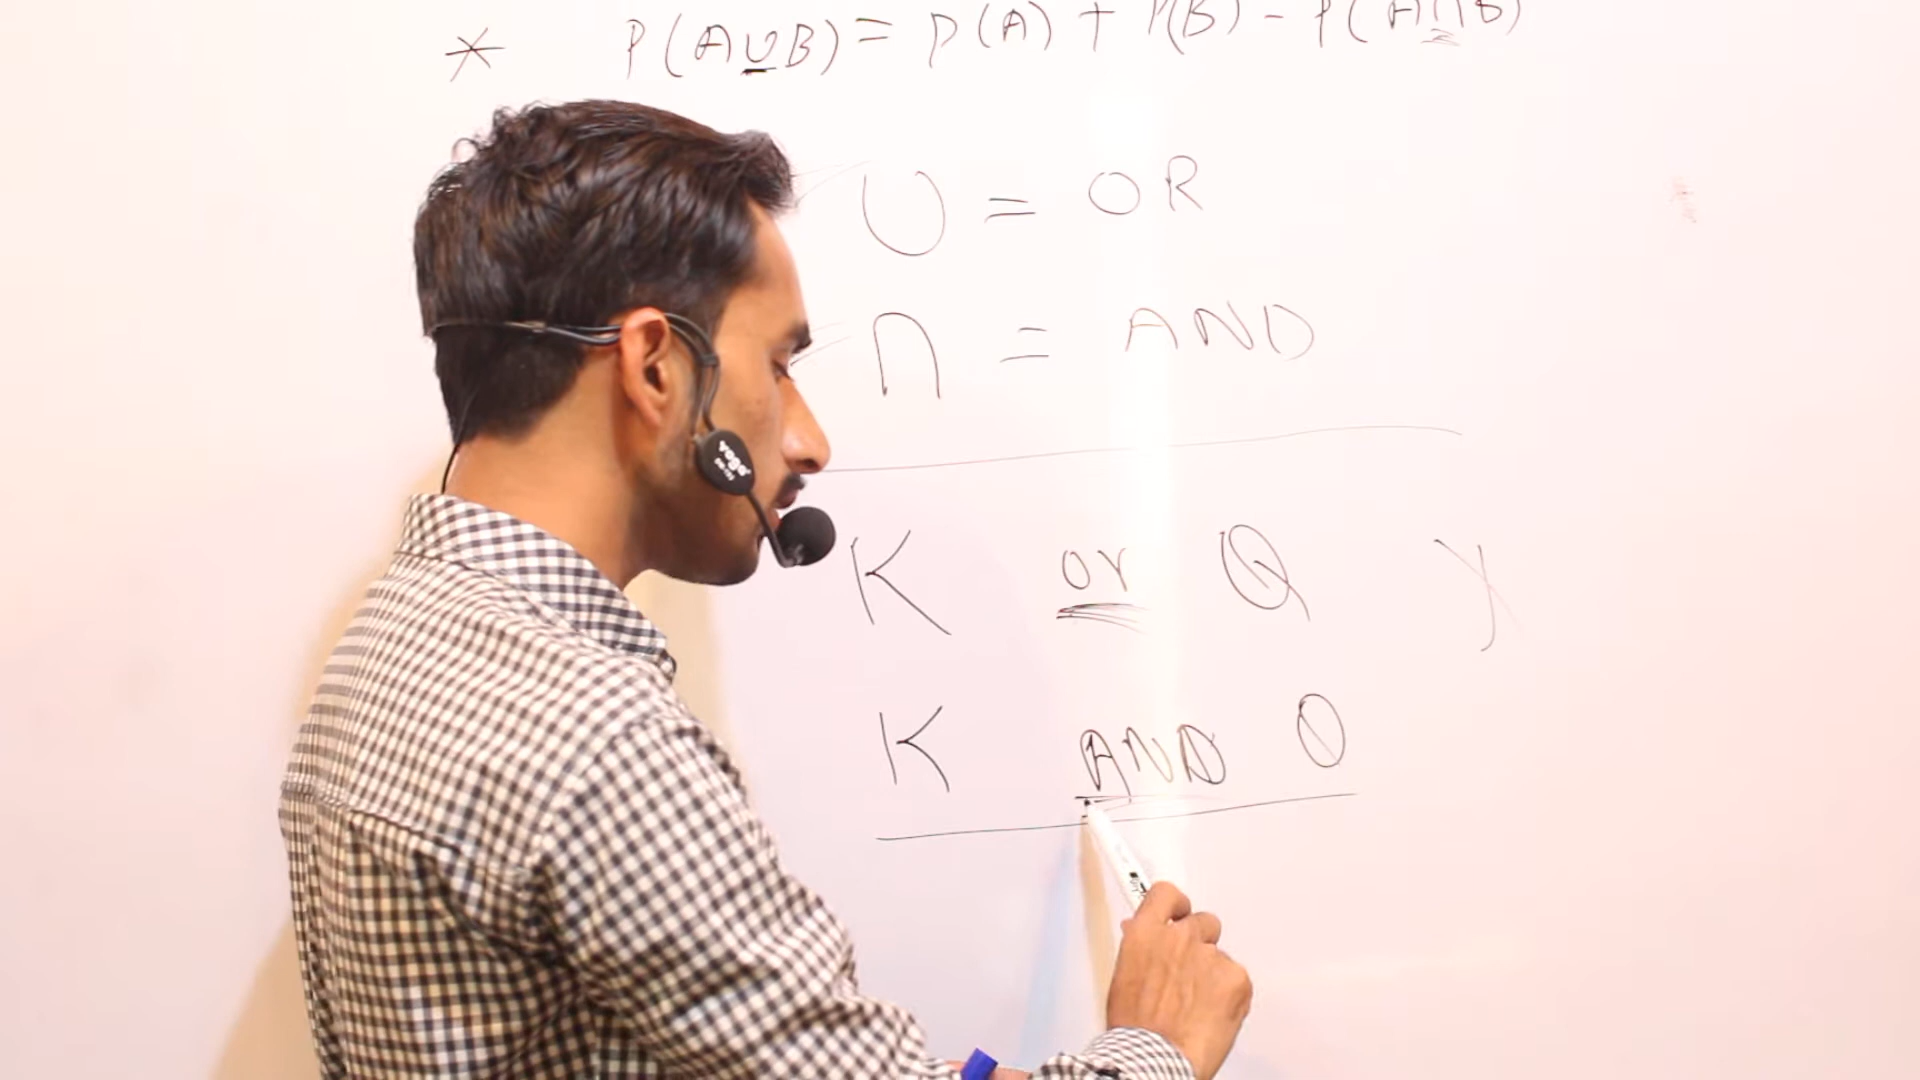 * P(A∪B) = P(A) + P(B) - P(A∩B)
∪ = OR
∩ = AND
K or Q
K AND Q